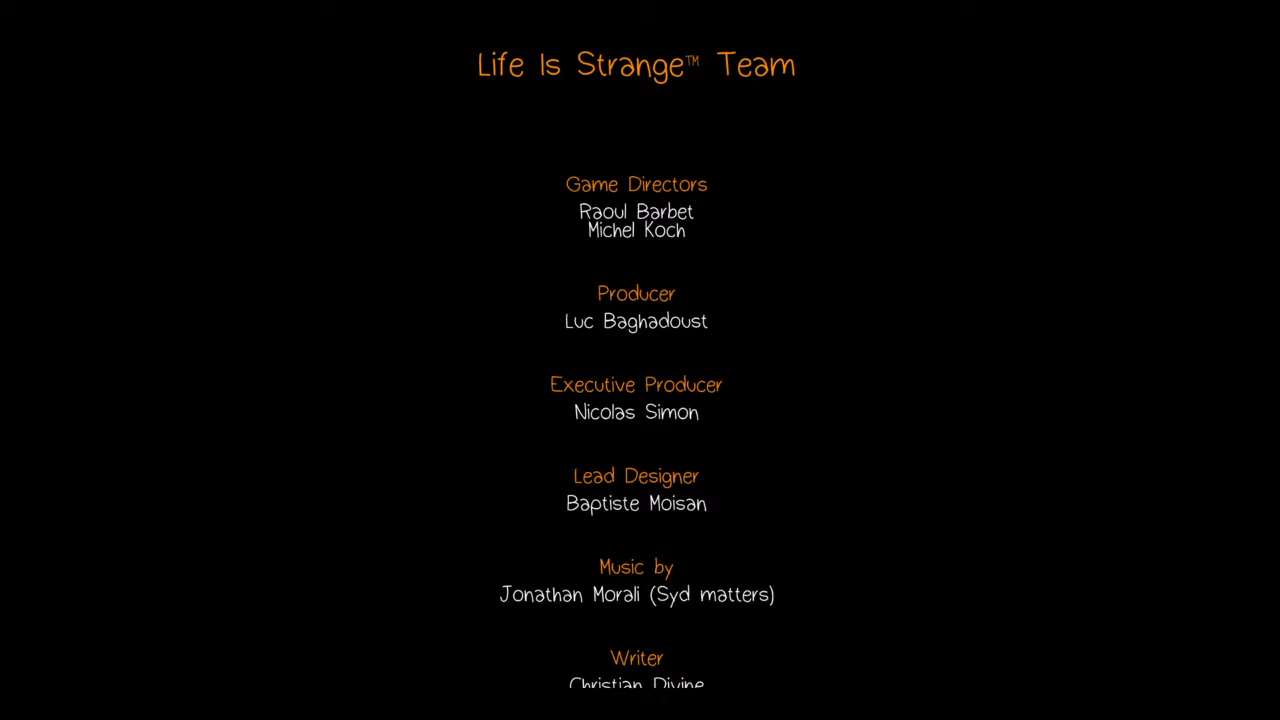 Life Is Strange™ Team
Game Directors
Raoul Barbet
Michel Koch
Producer
Luc Baghadoust
Executive Producer
Nicolas Simon
Lead Designer
Baptiste Moisan
Music by
Jonathan Morali (Syd matters)
Writer
Christian Divine